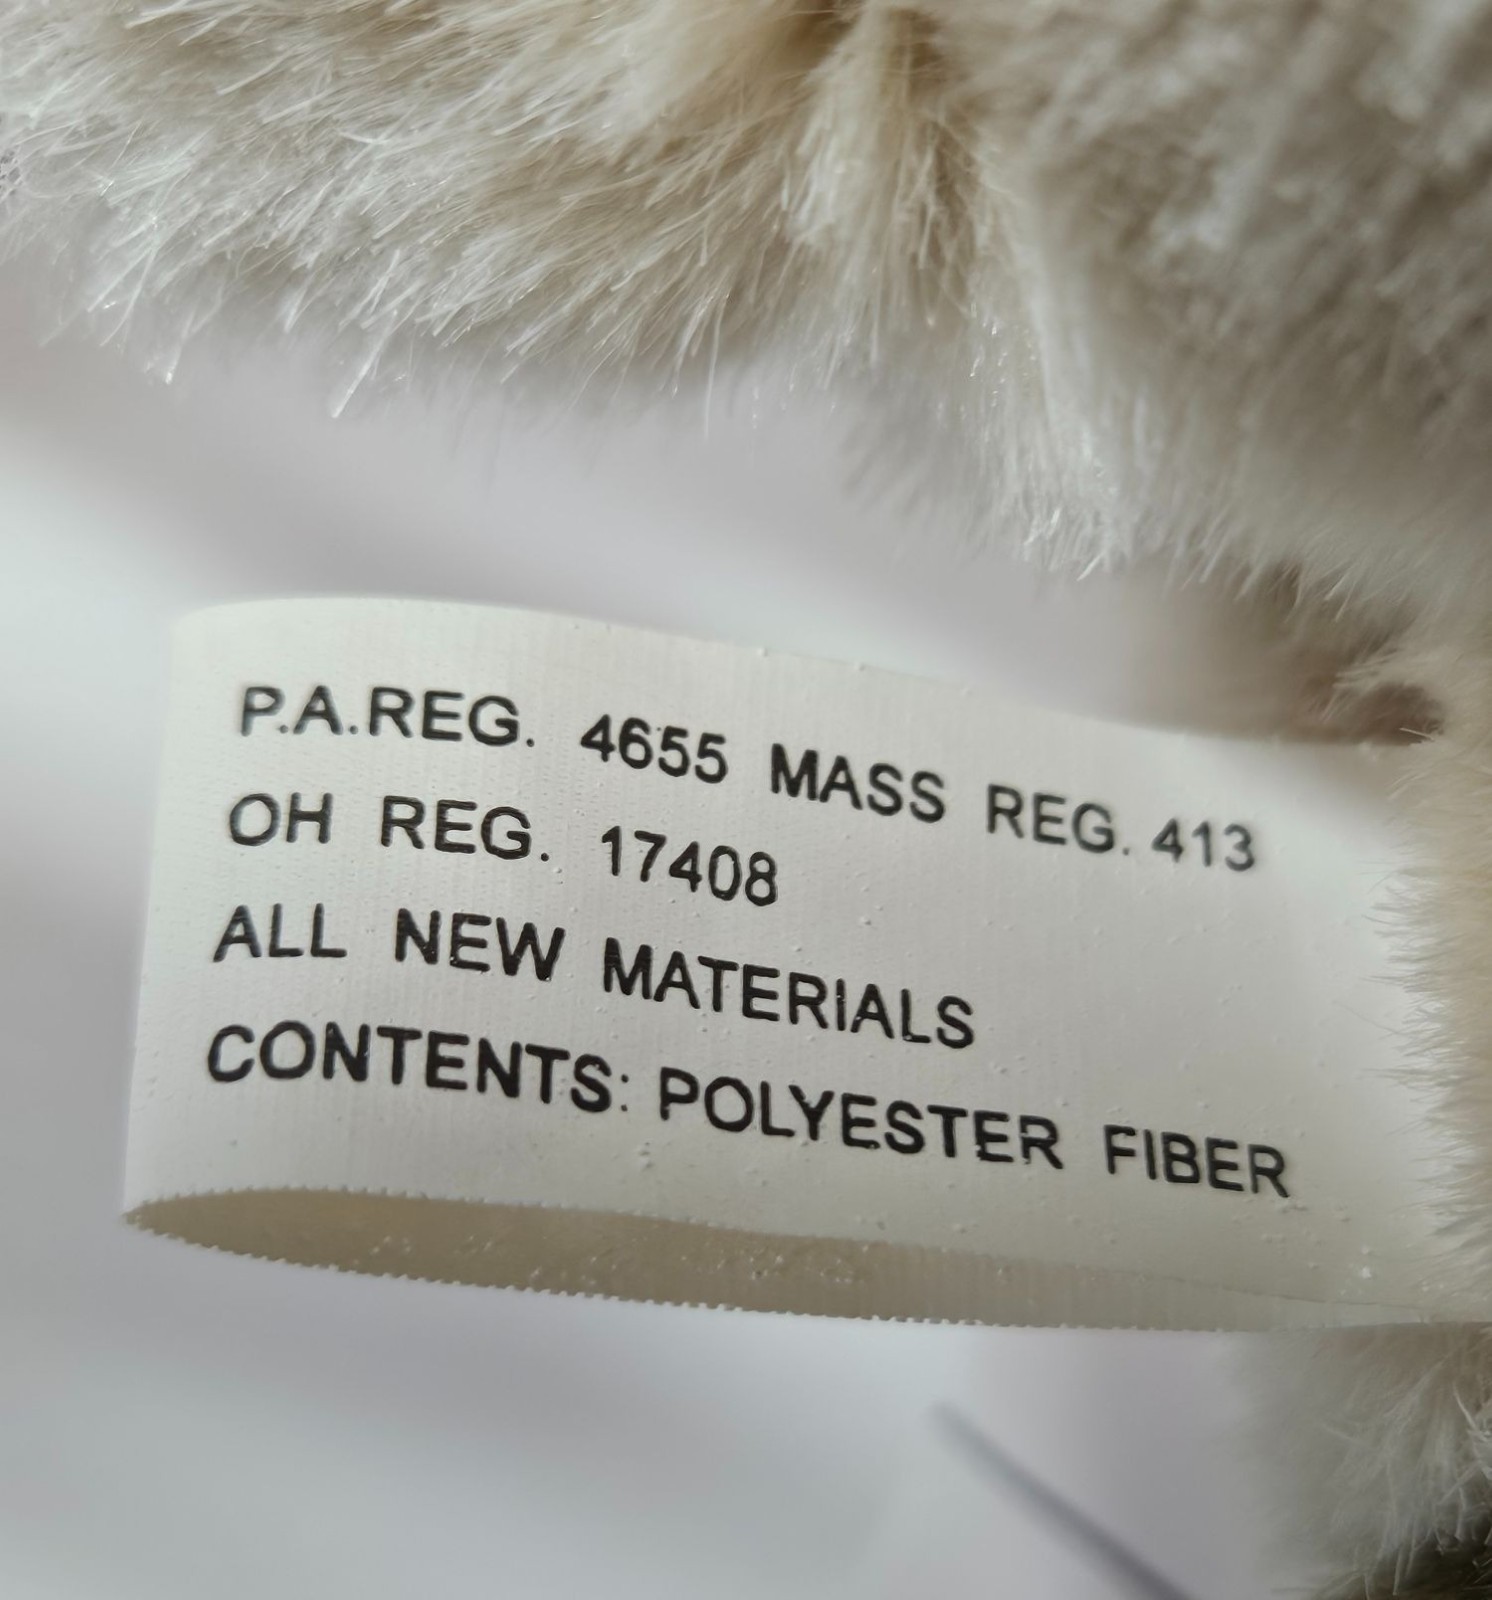 P.A.REG. 4655 MASS REG. 413
OH REG. 17408
ALL NEW MATERIALS
CONTENTS: POLYESTER FIBER